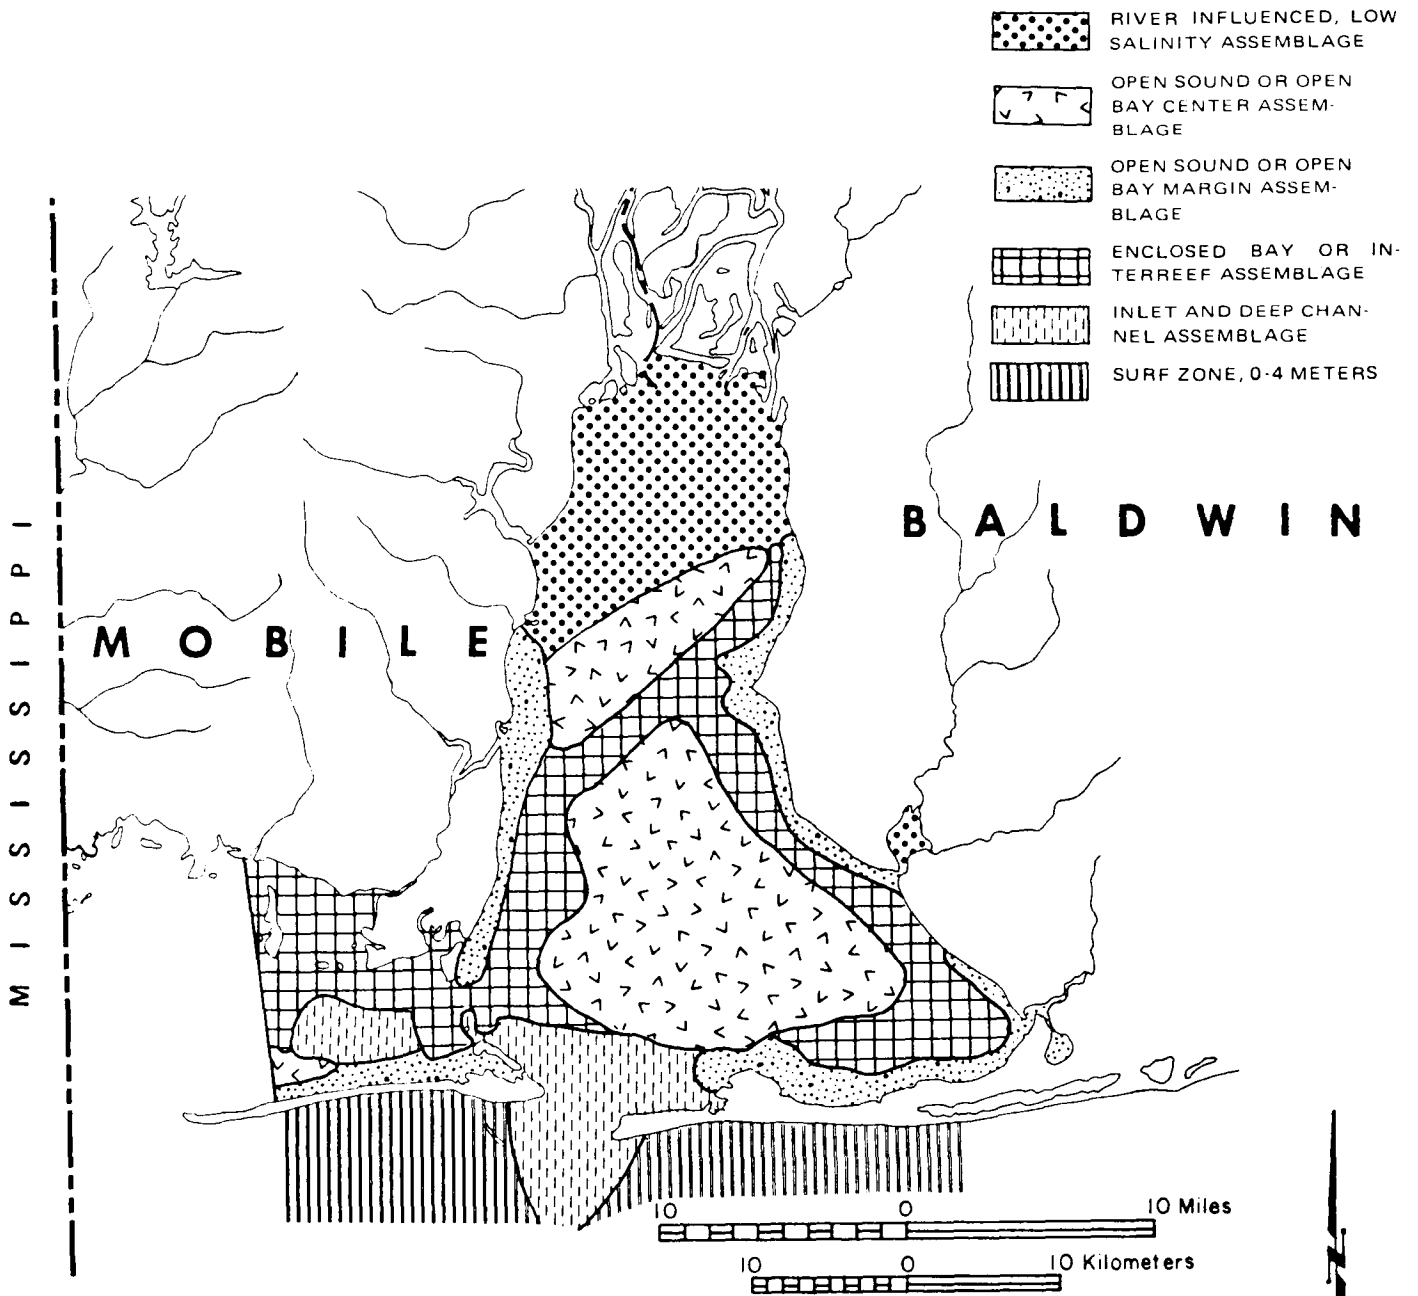 RIVER INFLUENCED, LOW
SALINITY ASSEMBLAGE
OPEN SOUND OR OPEN
BAY CENTER ASSEM-
BLAGE
OPEN SOUND OR OPEN
BAY MARGIN ASSEM-
BLAGE
ENCLOSED BAY OR IN-
TERREEF ASSEMBLAGE
INLET AND DEEP CHAN-
NEL ASSEMBLAGE
SURF ZONE, 0-4 METERS
BALDWIN
MOBILE
MISSISSIPPI
10 0 10 Miles
10 0 10 Kilometers
N